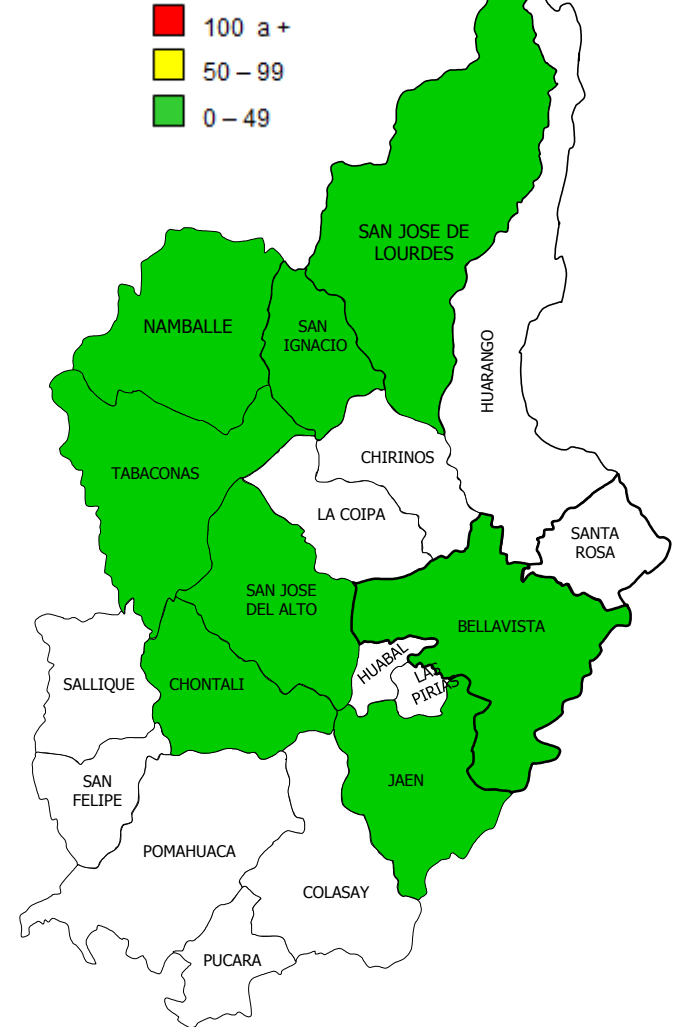 100 a +
50 – 99
0 – 49
SAN JOSE DE
LOURDES
NAMBALLE
SAN
IGNACIO
HUARANGO
CHIRINOS
TABACONAS
LA COIPA
SANTA
ROSA
SAN JOSE
DEL ALTO
BELLAVISTA
HUABAL
LAS
PIRIAS
SALLIQUE
CHONTALI
SAN
FELIPE
JAEN
POMAHUACA
COLASAY
PUCARA